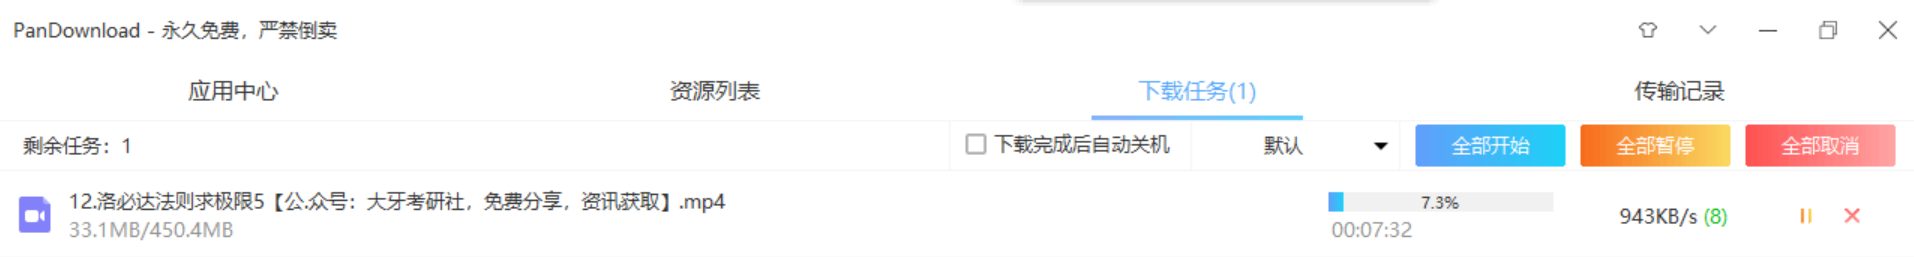 PanDownload - 永久免费，严禁倒卖
应用中心 资源列表 下载任务(1) 传输记录
剩余任务：1 下载完成后自动关机 默认 全部开始 全部暂停 全部取消
12.洛必达法则求极限5【公.众号：大牙考研社，免费分享，资讯获取】.mp4 7.3% 943KB/s (8)
33.1MB/450.4MB 00:07:32